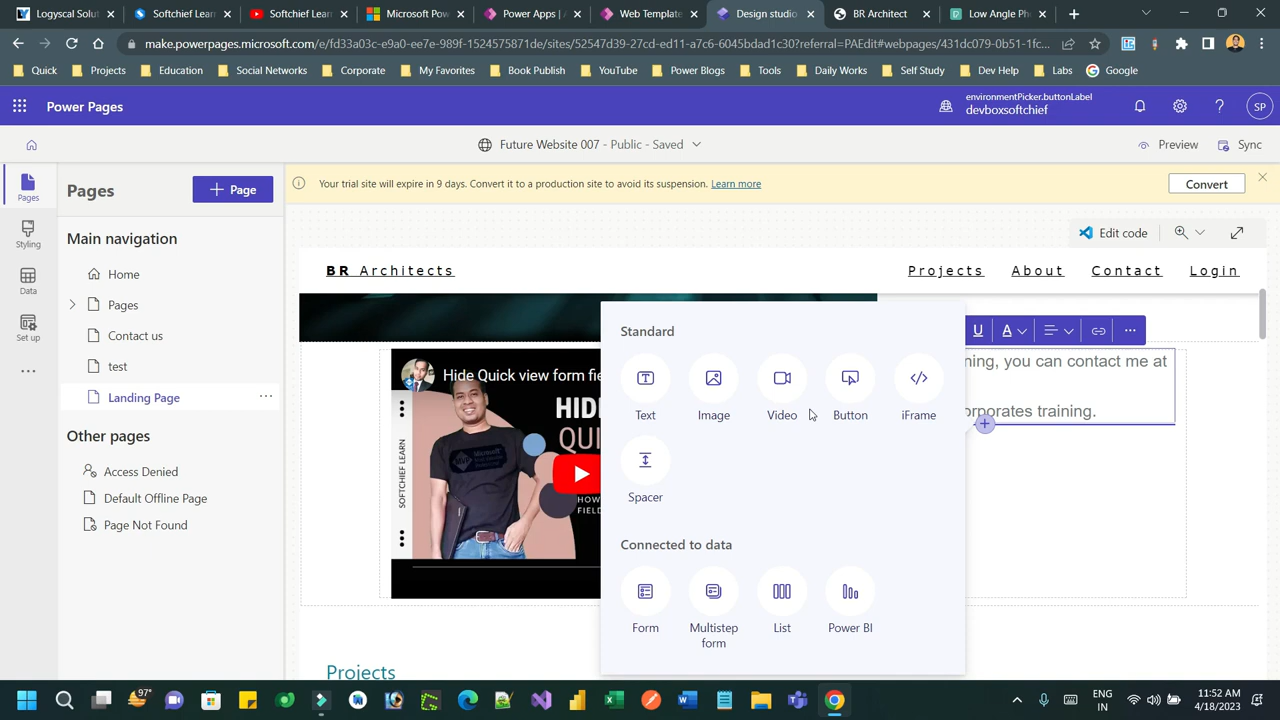 Logyscal Solut
Softchief Learn
Softchief Learn
Microsoft Pow
Power Apps |
Web Template
Design studio
BR Architect
Low Angle Pho
make.powerpages.microsoft.com/e/fd33a03c-e9a0-ee7e-989f-1524575871de/sites/52547d39-27cd-ed11-a7c6-6045bdad1c30?referral=PAEdit#webpages/431dc079-0b51-1fc...
Quick
Projects
Education
Social Networks
Corporate
My Favorites
Book Publish
YouTube
Power Blogs
Tools
Daily Works
Self Study
Dev Help
Labs
Google
Power Pages
environmentPicker.buttonLabel
devboxsoftchief
SP
Future Website 007 - Public - Saved
Preview
Sync
Pages
Styling
Data
Set up
Pages
+ Page
Main navigation
Home
Pages
Contact us
test
Landing Page
Other pages
Access Denied
Default Offline Page
Page Not Found
Your trial site will expire in 9 days. Convert it to a production site to avoid its suspension. Learn more
Convert
Edit code
BR Architects
Projects
About
Contact
Login
Hide Quick view form fie
HID
QUI
HOW
FIELD
SOFTCHIEF LEARN
Standard
Text
Image
Video
Button
iFrame
Spacer
Connected to data
Form
Multistep
form
List
Power BI
U
A
ning, you can contact me at
orporates training.
Projects
97°
ENG
IN
11:52 AM
4/18/2023